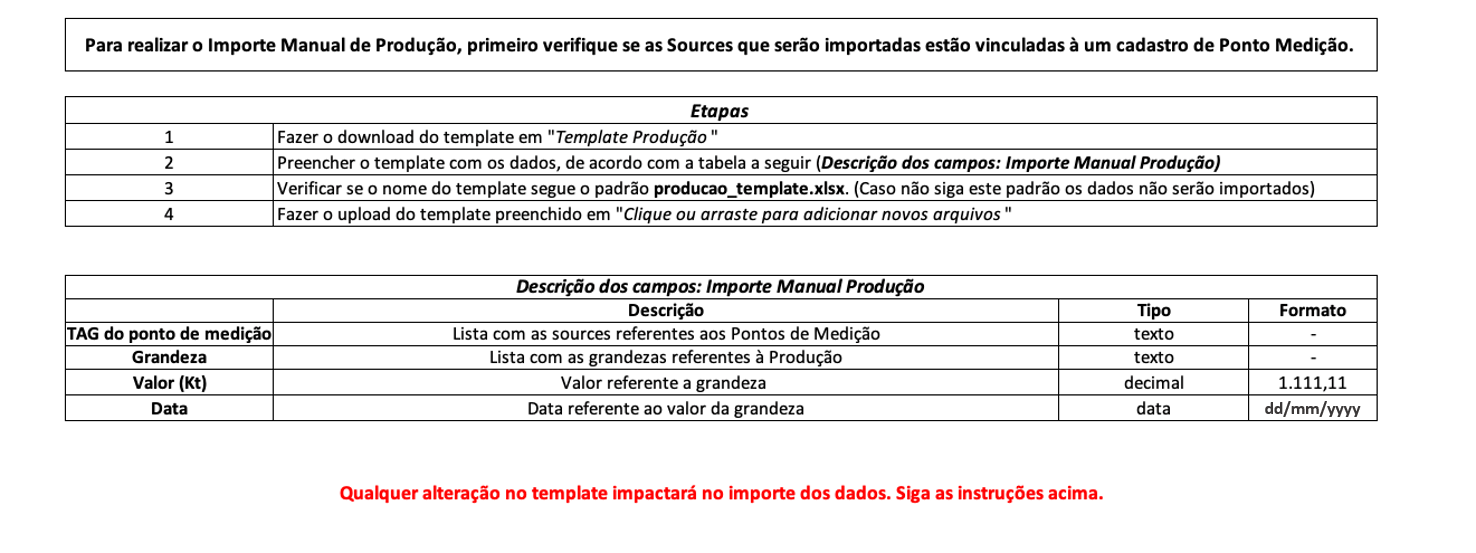 Para realizar o Importe Manual de Produção, primeiro verifique se as Sources que serão importadas estão vinculadas à um cadastro de Ponto Medição.
Etapas
1 Fazer o download do template em "Template Produção "
2 Preencher o template com os dados, de acordo com a tabela a seguir (Descrição dos campos: Importe Manual Produção)
3 Verificar se o nome do template segue o padrão producao_template.xlsx. (Caso não siga este padrão os dados não serão importados)
4 Fazer o upload do template preenchido em "Clique ou arraste para adicionar novos arquivos "
Descrição dos campos: Importe Manual Produção
Descrição Tipo Formato
TAG do ponto de medição Lista com as sources referentes aos Pontos de Medição texto -
Grandeza Lista com as grandezas referentes à Produção texto -
Valor (Kt) Valor referente a grandeza decimal 1.111,11
Data Data referente ao valor da grandeza data dd/mm/yyyy
Qualquer alteração no template impactará no importe dos dados. Siga as instruções acima.